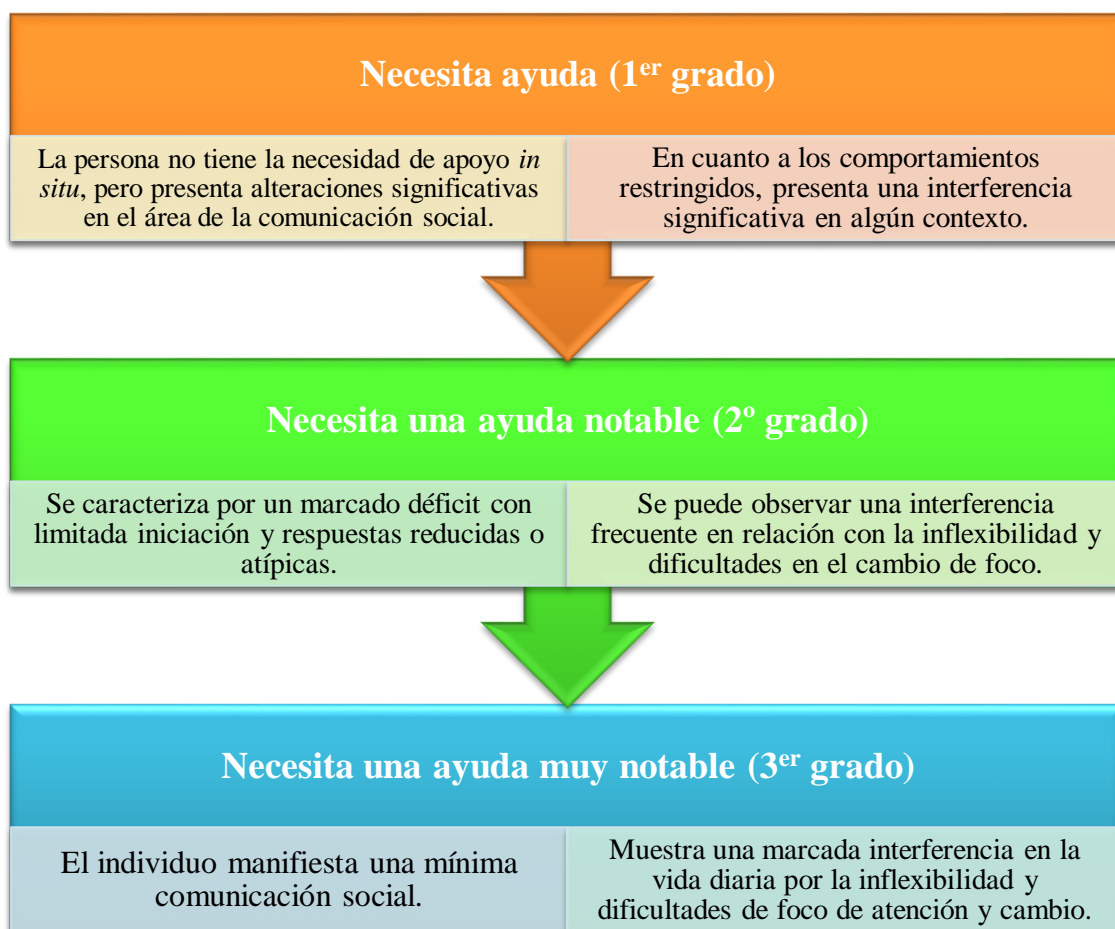 Necesita ayuda (1er grado)
La persona no tiene la necesidad de apoyo in
situ, pero presenta alteraciones significativas
en el área de la comunicación social.
En cuanto a los comportamientos
restringidos, presenta una interferencia
significativa en algún contexto.
Necesita una ayuda notable (2º grado)
Se caracteriza por un marcado déficit con
limitada iniciación y respuestas reducidas o
atípicas.
Se puede observar una interferencia
frecuente en relación con la inflexibilidad y
dificultades en el cambio de foco.
Necesita una ayuda muy notable (3er grado)
El individuo manifiesta una mínima
comunicación social.
Muestra una marcada interferencia en la
vida diaria por la inflexibilidad y
dificultades de foco de atención y cambio.